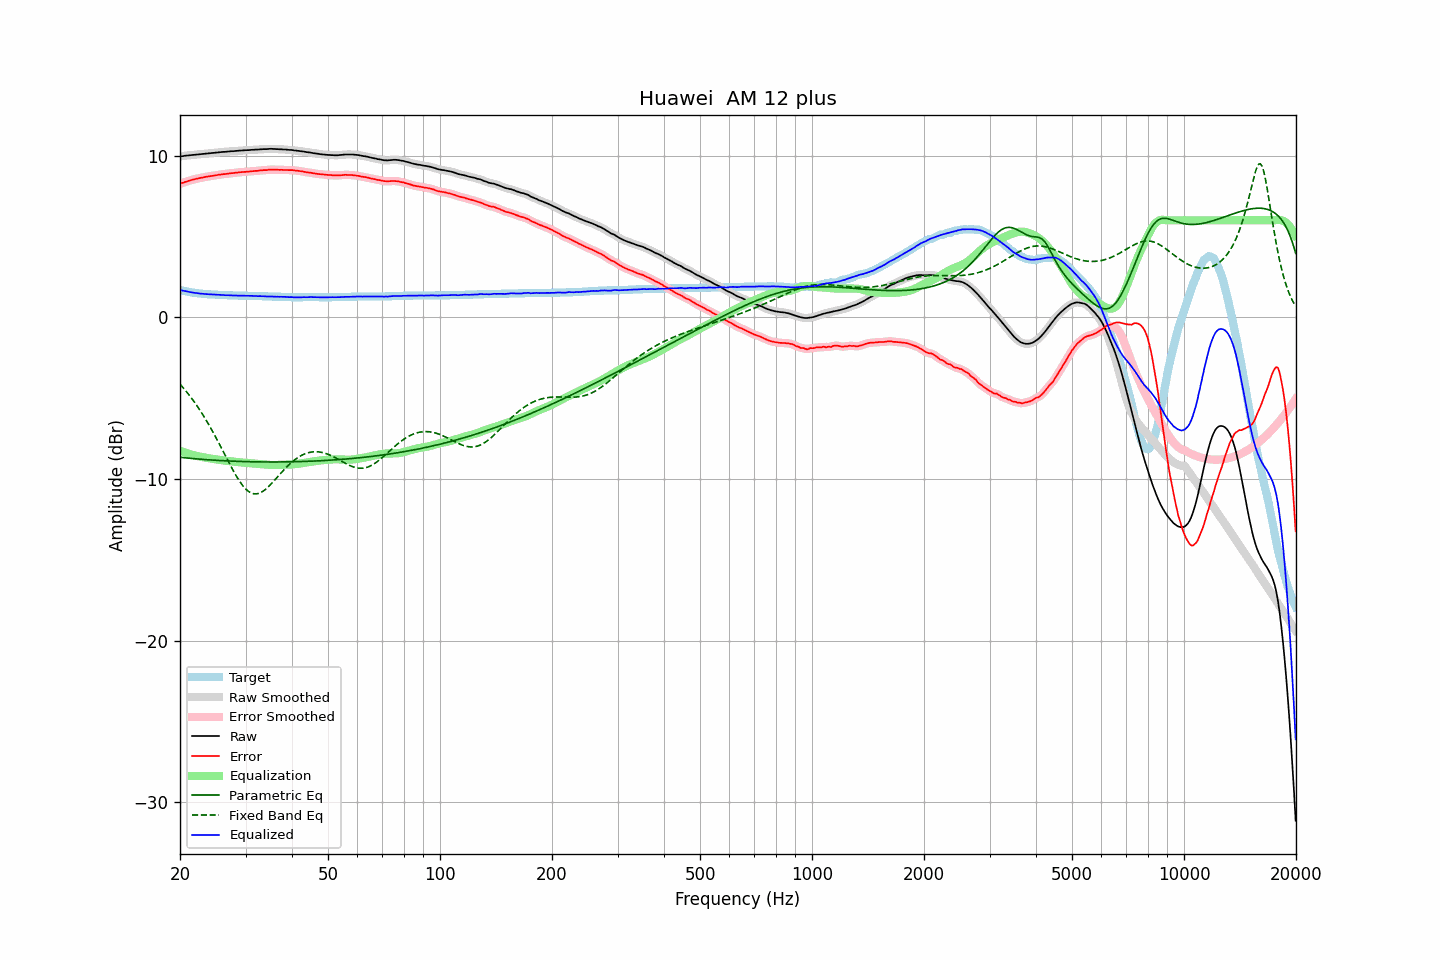 Huawei  AM 12 plus
Amplitude (dBr)
10
0
−10
−20
−30
Target
Raw Smoothed
Error Smoothed
Raw
Error
Equalization
Parametric Eq
Fixed Band Eq
Equalized
20 50 100 200 500 1000 2000 5000 10000 20000
Frequency (Hz)